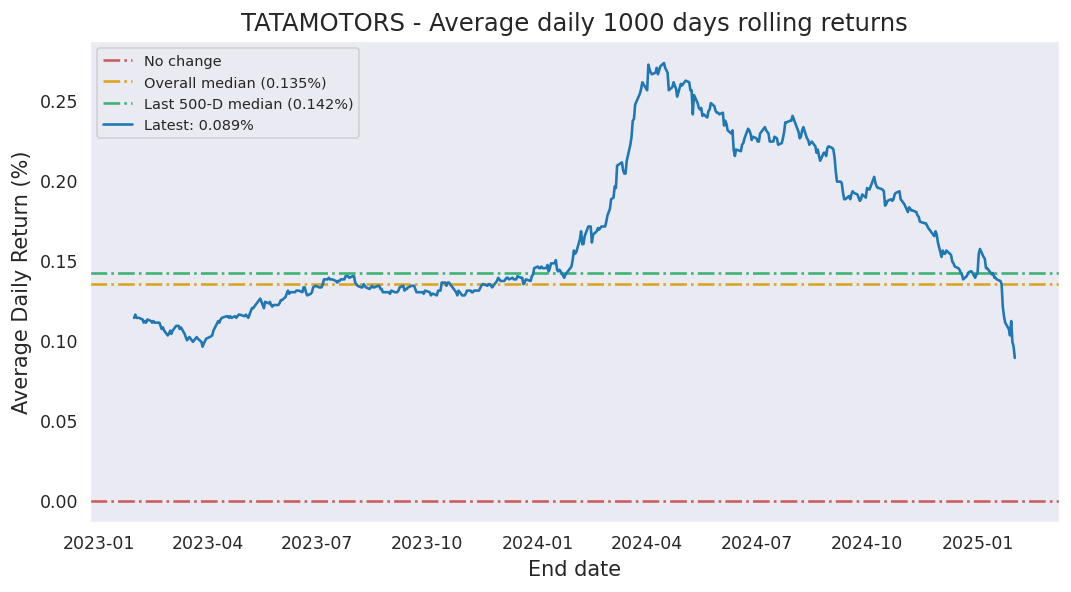 TATAMOTORS - Average daily 1000 days rolling returns
No change
Overall median (0.135%)
Last 500-D median (0.142%)
Latest: 0.089%
Average Daily Return (%)
0.25
0.20
0.15
0.10
0.05
0.00
2023-01 2023-04 2023-07 2023-10 2024-01 2024-04 2024-07 2024-10 2025-01
End date